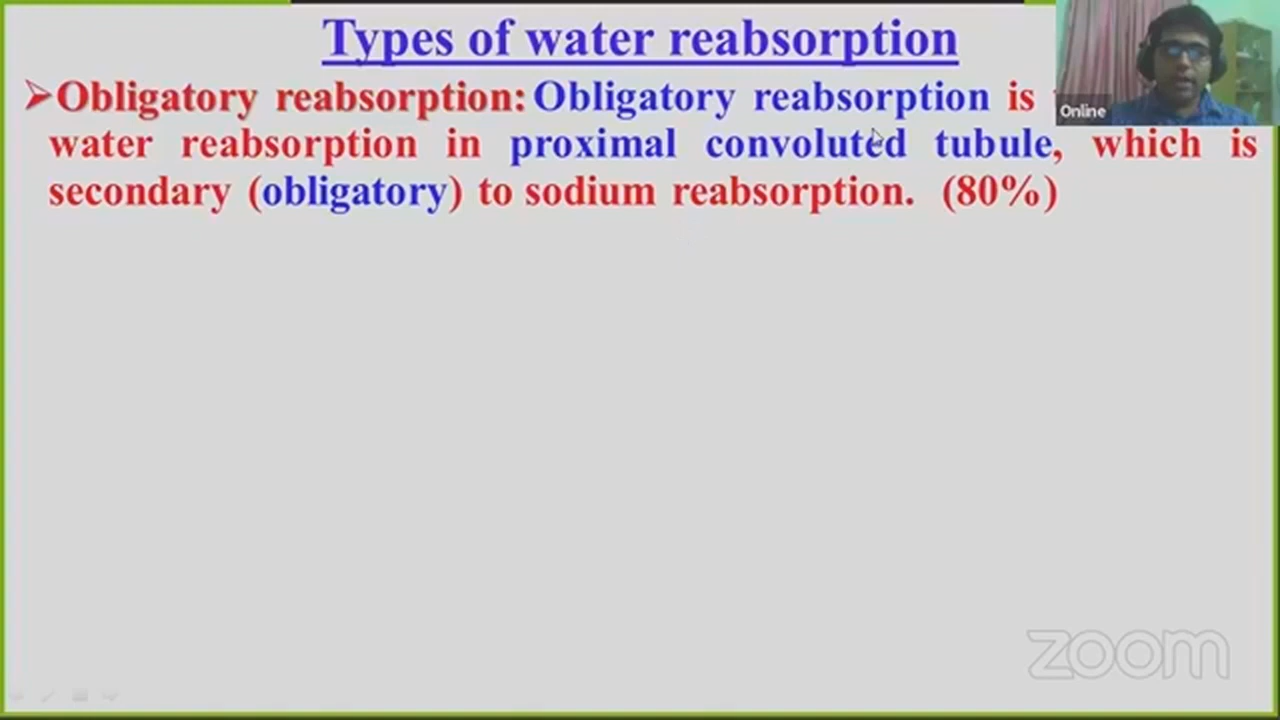 Types of water reabsorption
➢Obligatory reabsorption: Obligatory reabsorption is
water reabsorption in proximal convoluted tubule, which is
secondary (obligatory) to sodium reabsorption. (80%)
Online
zoom